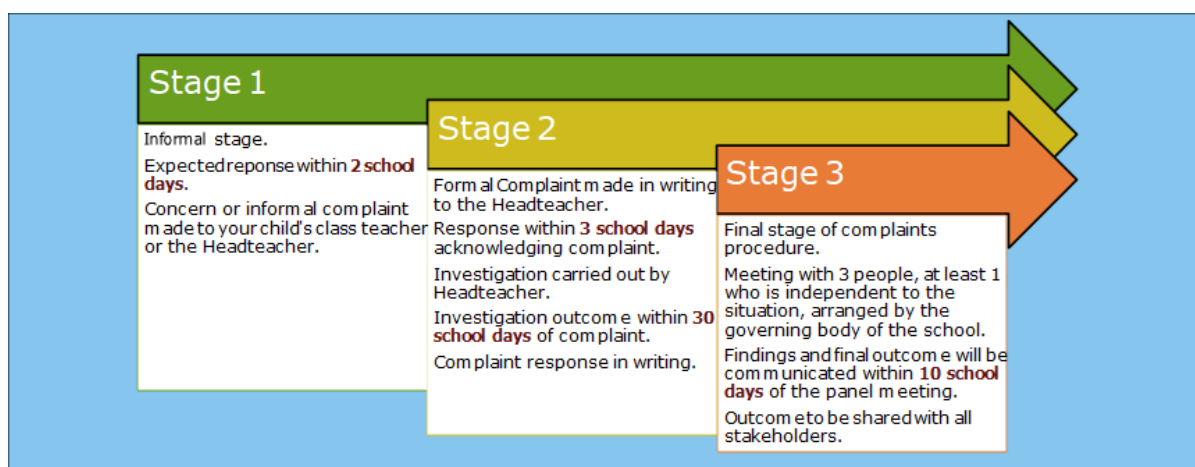 Stage 1
Informal stage.
Expected reponse within 2 school
days.
Concern or informal complaint
made to your child's class teacher
or the Headteacher.
Stage 2
Formal Complaint made in writing
to the Headteacher.
Response within 3 school days
acknowledging complaint.
Investigation carried out by
Headteacher.
Investigation outcome within 30
school days of complaint.
Complaint response in writing.
Stage 3
Final stage of complaints
procedure.
Meeting with 3 people, at least 1
who is independent to the
situation, arranged by the
governing body of the school.
Findings and final outcome will be
communicated within 10 school
days of the panel meeting.
Outcome to be shared with all
stakeholders.